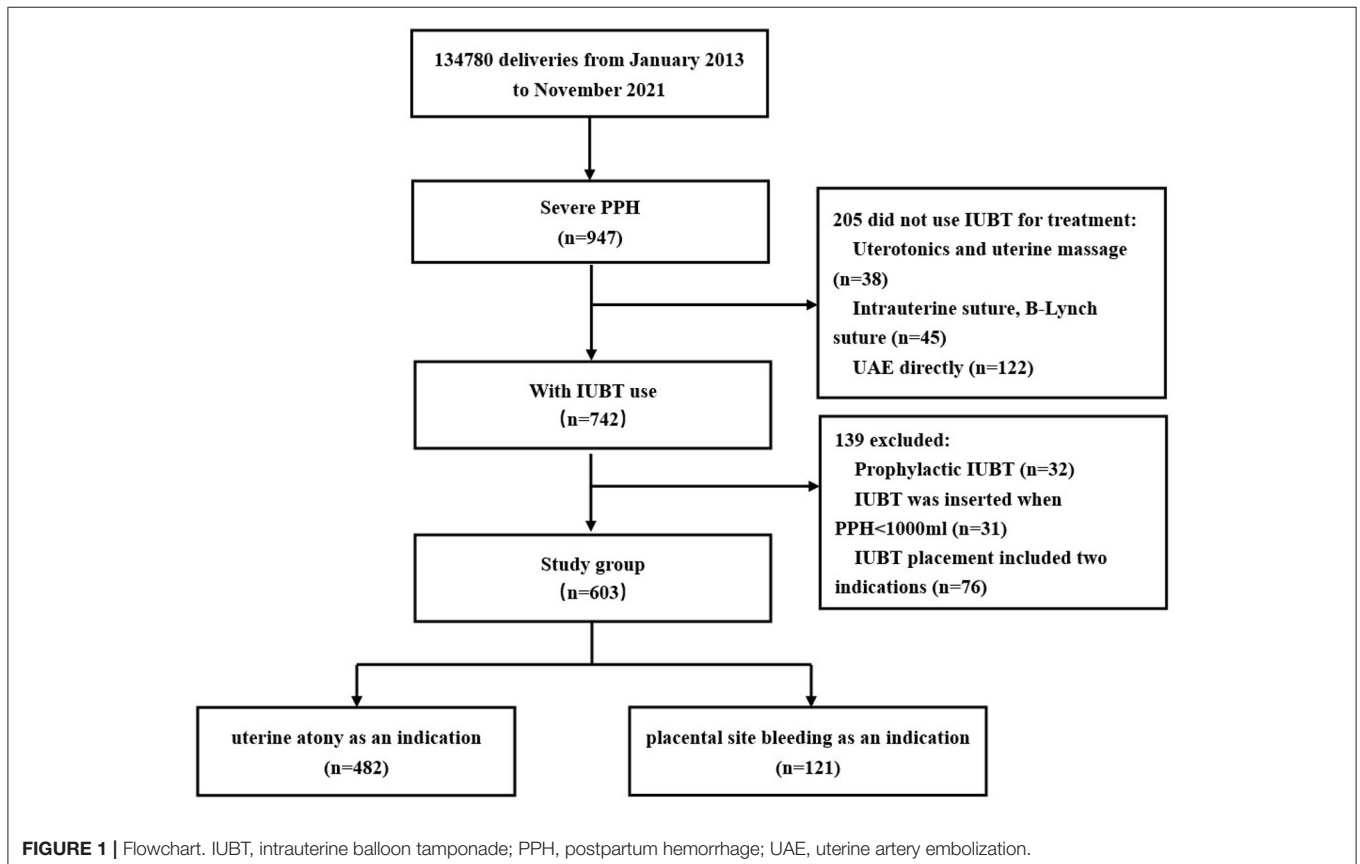 134780 deliveries from January 2013
to November 2021
Severe PPH
(n=947)
205 did not use IUBT for treatment:
Uterotonics and uterine massage
(n=38)
Intrauterine suture, B-Lynch
suture (n=45)
UAE directly (n=122)
With IUBT use
(n=742)
139 excluded:
Prophylactic IUBT (n=32)
IUBT was inserted when
PPH<1000ml (n=31)
IUBT placement included two
indications (n=76)
Study group
(n=603)
uterine atony as an indication
(n=482)
placental site bleeding as an indication
(n=121)
FIGURE 1 | Flowchart. IUBT, intrauterine balloon tamponade; PPH, postpartum hemorrhage; UAE, uterine artery embolization.